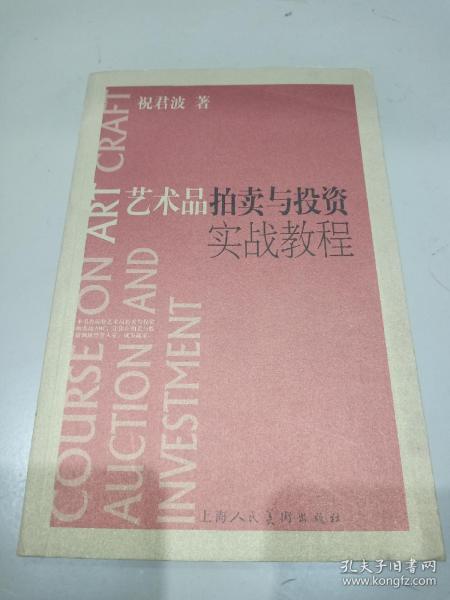 祝君波 著
艺术品拍卖与投资
实战教程
COURSE ON ART CRAFT
AUCTION AND
INVESTMENT
上海人民美术出版社
孔夫子旧书网
www.kongfz.com